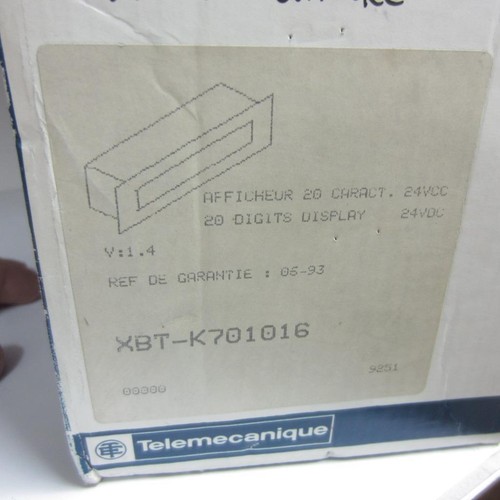 AFFICHEUR 20 CARACT. 24VCC
20 DIGITS DISPLAY 24VDC
V:1.4
REF DE GARANTIE : 06-93
XBT-K701016
9251
00000
Telemecanique